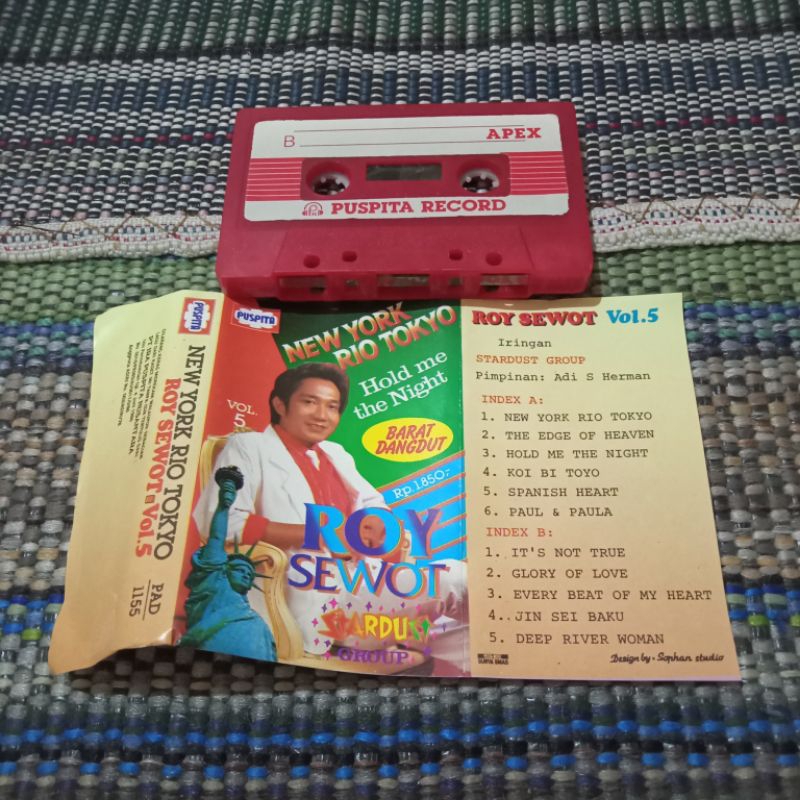 B
APEX
PUSPITA RECORD
PUSPITA
NEW YORK RIO TOKYO
ROY SEWOT Vol.5
PAD
1155
PUSPITA
NEW YORK
RIO TOKYO
Hold me
the Night
VOL.
5
BARAT
DANGDUT
Rp.1850,-
ROY
SEWOT
STARDUST
GROUP
ROY SEWOT Vol.5
Iringan
STARDUST GROUP
Pimpinan: Adi S Herman
INDEX A:
1. NEW YORK RIO TOKYO
2. THE EDGE OF HEAVEN
3. HOLD ME THE NIGHT
4. KOI BI TOYO
5. SPANISH HEART
6. PAUL & PAULA
INDEX B:
1. IT'S NOT TRUE
2. GLORY OF LOVE
3. EVERY BEAT OF MY HEART
4. JIN SEI BAKU
5. DEEP RIVER WOMAN
Design by - Sophan studio